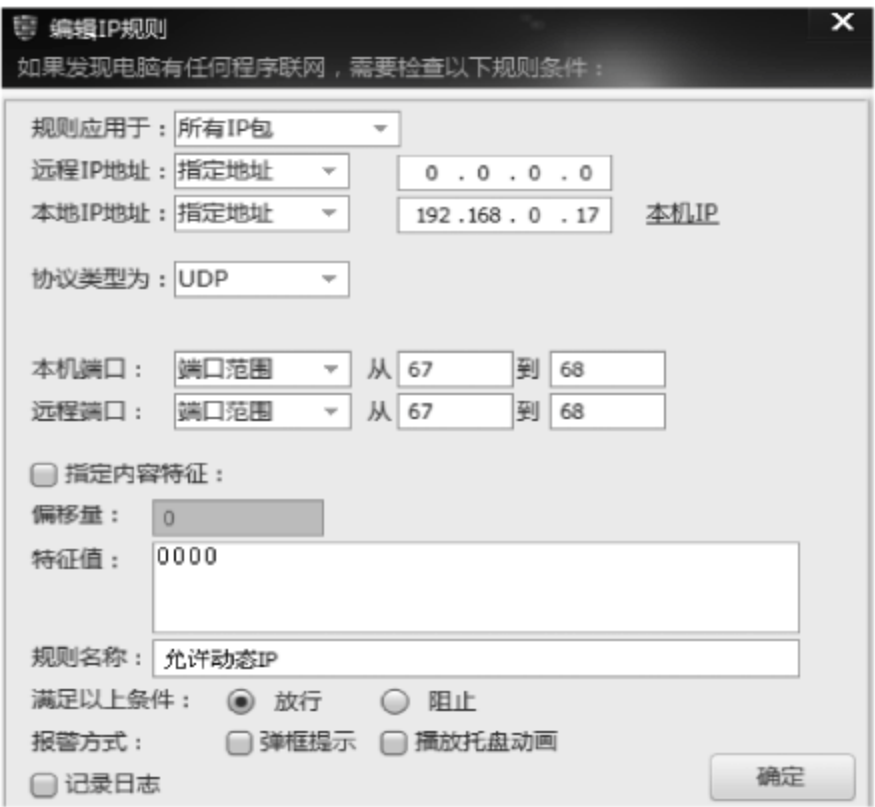 编辑IP规则
如果发现电脑有任何程序联网，需要检查以下规则条件：
规则应用于：所有IP包
远程IP地址：指定地址 0 . 0 . 0 . 0
本地IP地址：指定地址 192 .168 . 0 . 17 本机IP
协议类型为：UDP
本机端口： 端口范围 从 67 到 68
远程端口： 端口范围 从 67 到 68
指定内容特征：
偏移量： 0
特征值： 0000
规则名称： 允许动态IP
满足以上条件： 放行 阻止
报警方式： 弹框提示 播放托盘动画
记录日志 确定